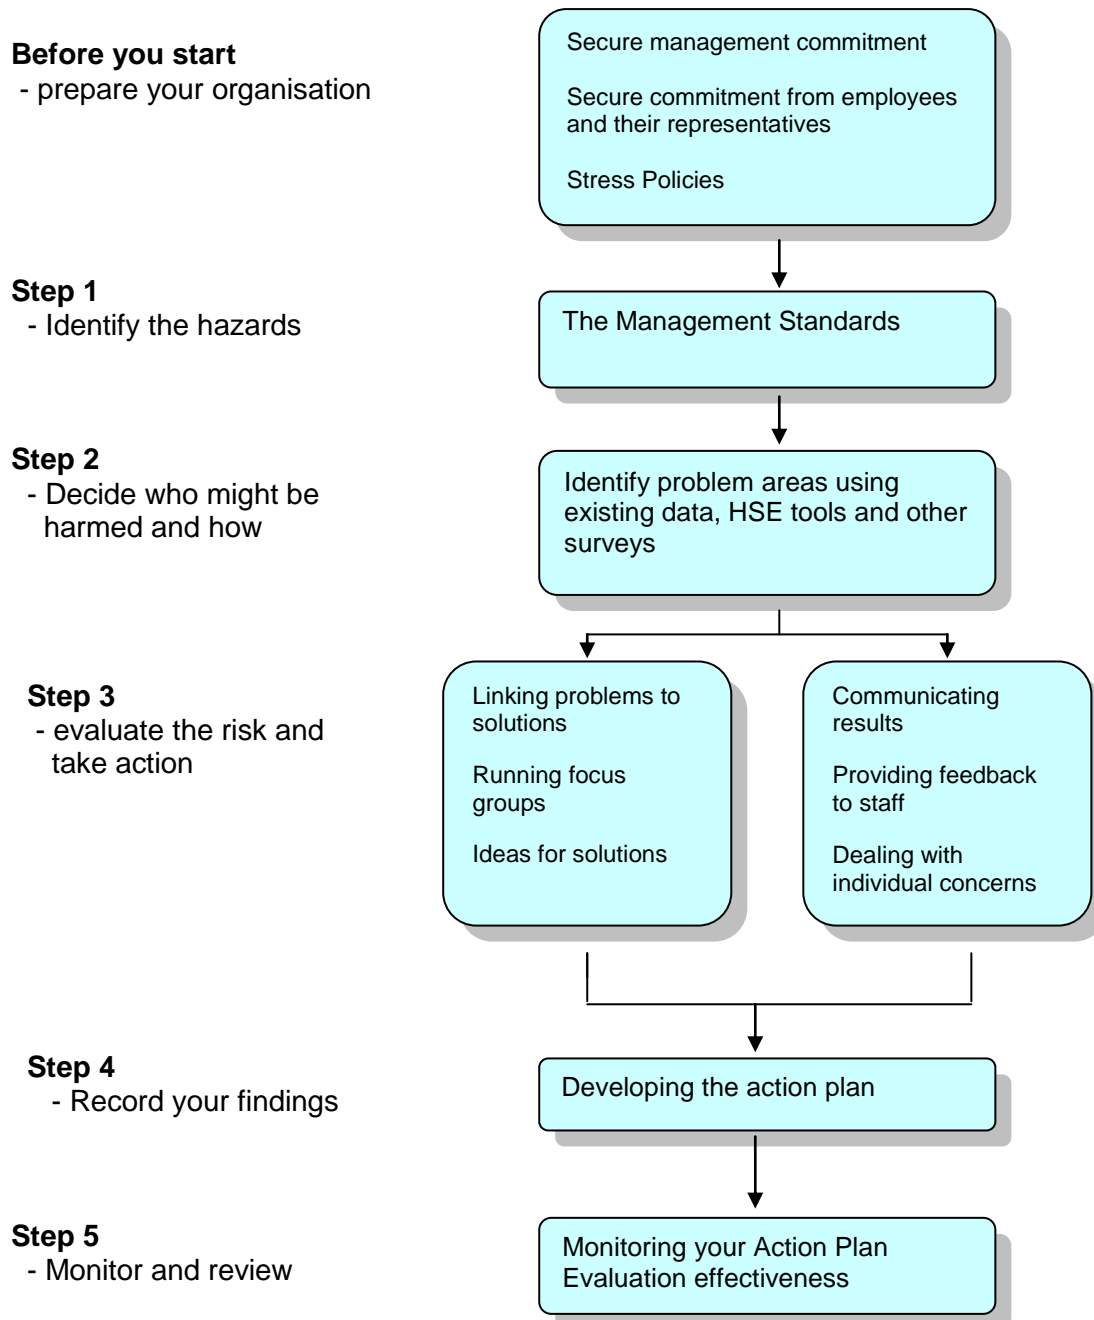 Before you start
- prepare your organisation
Secure management commitment
Secure commitment from employees
and their representatives
Stress Policies
Step 1
- Identify the hazards
The Management Standards
Step 2
- Decide who might be
harmed and how
Identify problem areas using
existing data, HSE tools and other
surveys
Step 3
- evaluate the risk and
take action
Linking problems to
solutions
Running focus
groups
Ideas for solutions
Communicating
results
Providing feedback
to staff
Dealing with
individual concerns
Step 4
- Record your findings
Developing the action plan
Step 5
- Monitor and review
Monitoring your Action Plan
Evaluation effectiveness